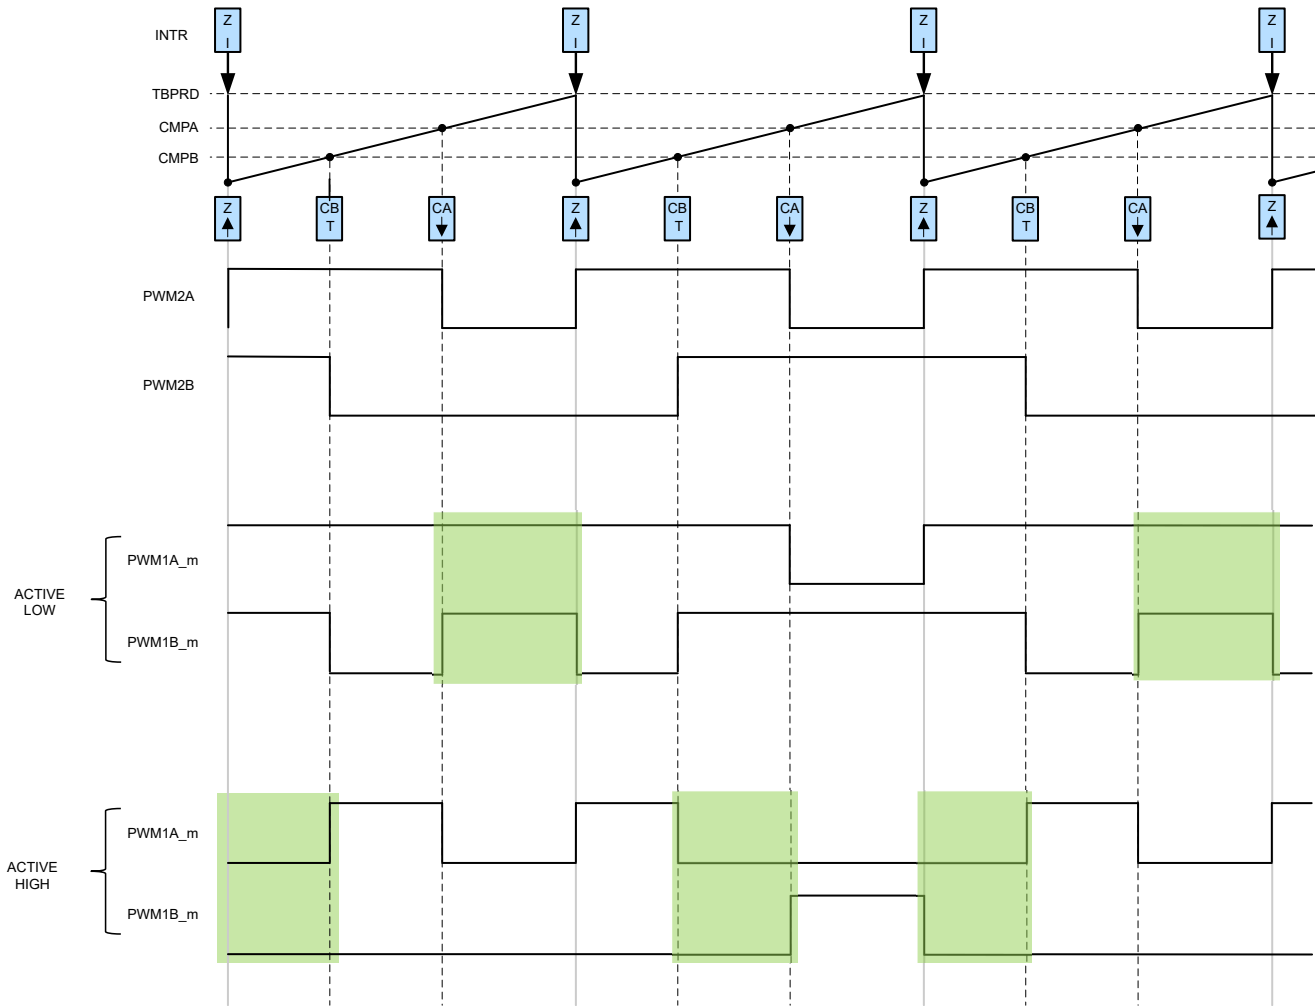 Z Z Z Z
INTR
I I I I
TBPRD
CMPA
CMPB
Z CB CA Z CB CA Z CB CA Z
T T T
PWM2A
PWM2B
PWM1A_m
ACTIVE
LOW
PWM1B_m
PWM1A_m
ACTIVE
HIGH
PWM1B_m